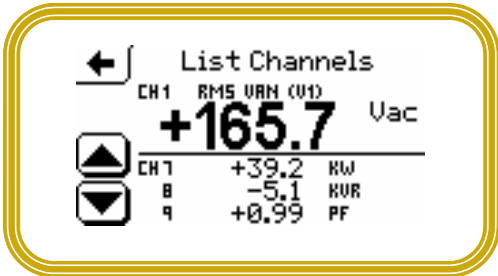 List Channels
CH1 RMS VAN (V1)
+165.7 Vac
CH7 +39.2 KW
8 -5.1 KVR
9 +0.99 PF